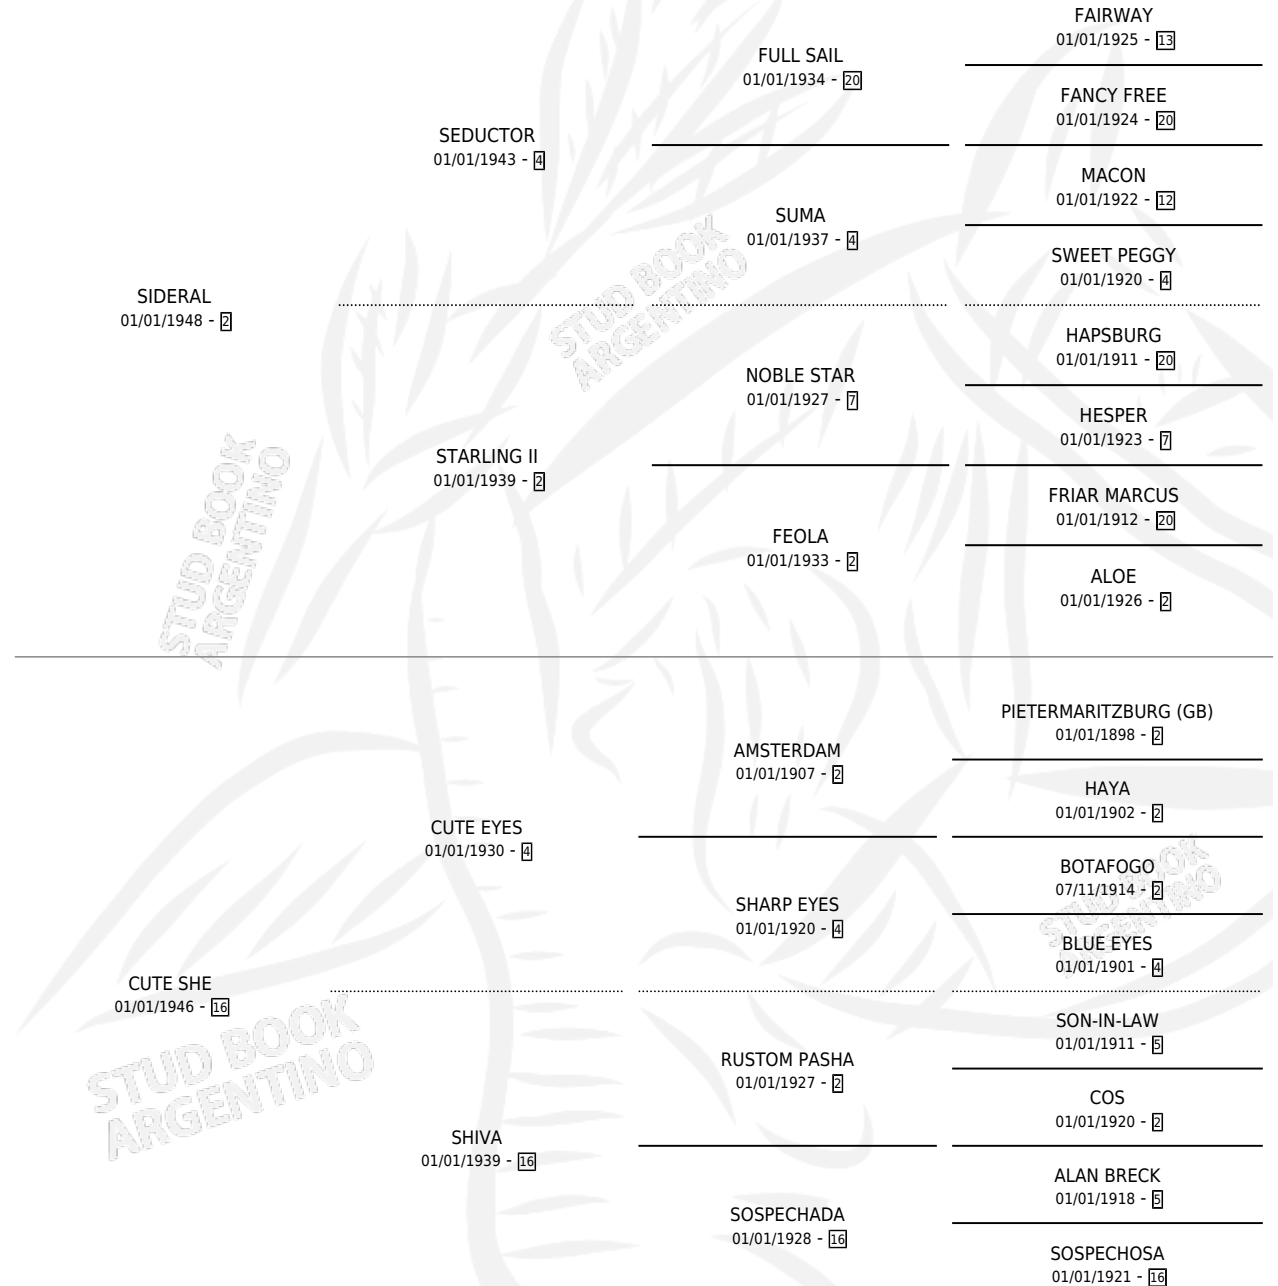 FAIRWAY
01/01/1925 - 13
FULL SAIL
01/01/1934 - 20
FANCY FREE
01/01/1924 - 20
SEDUCTOR
01/01/1943 - 4
MACON
01/01/1922 - 12
SUMA
01/01/1937 - 4
SWEET PEGGY
01/01/1920 - 4
SIDERAL
01/01/1948 - 2
HAPSBURG
01/01/1911 - 20
NOBLE STAR
01/01/1927 - 7
HESPER
01/01/1923 - 7
STARLING II
01/01/1939 - 2
FRIAR MARCUS
01/01/1912 - 20
FEOLA
01/01/1933 - 2
ALOE
01/01/1926 - 2
PIETERMARITZBURG (GB)
01/01/1898 - 2
AMSTERDAM
01/01/1907 - 2
HAYA
01/01/1902 - 2
CUTE EYES
01/01/1930 - 4
BOTAFOGO
07/11/1914 - 2
SHARP EYES
01/01/1920 - 4
BLUE EYES
01/01/1901 - 4
CUTE SHE
01/01/1946 - 16
SON-IN-LAW
01/01/1911 - 5
RUSTOM PASHA
01/01/1927 - 2
COS
01/01/1920 - 2
SHIVA
01/01/1939 - 16
ALAN BRECK
01/01/1918 - 5
SOSPECHADA
01/01/1928 - 16
SOSPECHOSA
01/01/1921 - 16
STUD BOOK
ARGENTINO
STUD BOOK
ARGENTINO
STUD BOOK
ARGENTINO
STUD BOOK
ARGENTINO